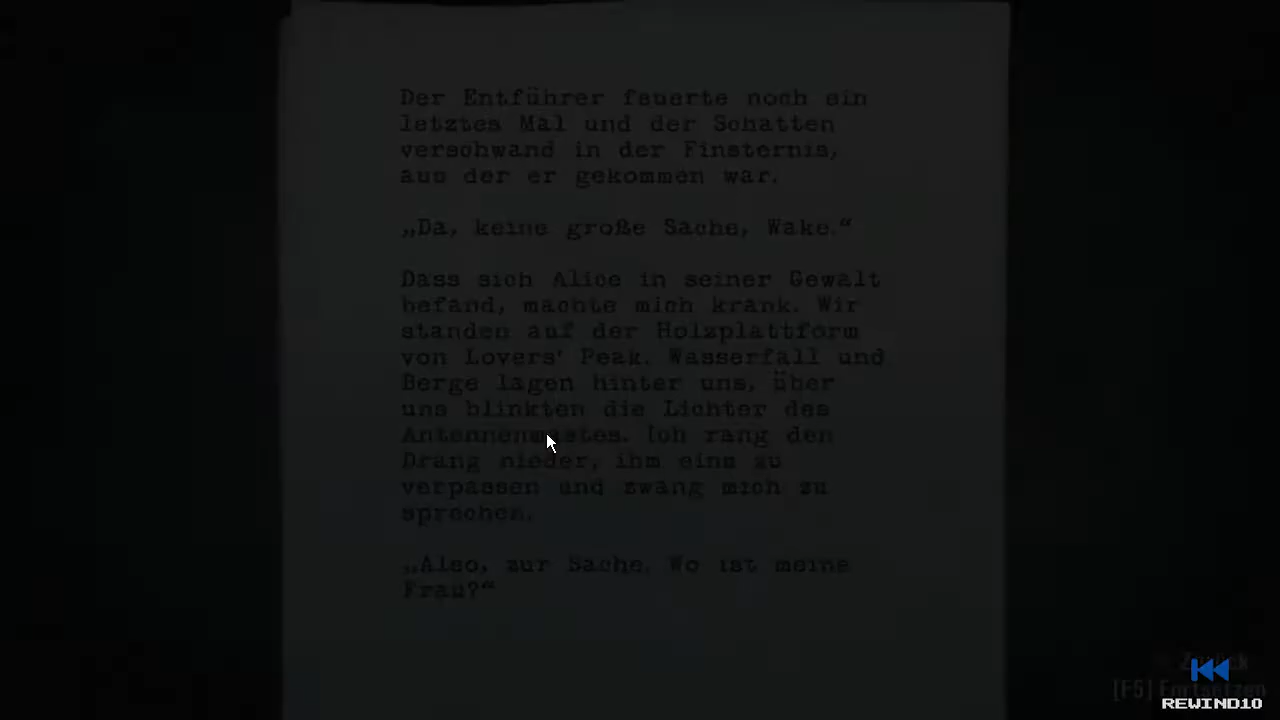 Der Entführer feuerte noch ein
letztes Mal und der Schatten
verschwand in der Finsternis,
aus der er gekommen war.
„Da, keine große Sache, Wake.“
Dass sich Alice in seiner Gewalt
befand, machte mich krank. Wir
standen auf der Holzplattform
von Lovers' Peak. Wasserfall und
Berge lagen hinter uns, über
uns blinkten die Lichter des
Antennenmastes. Ich rang den
Drang nieder, ihm eins zu
verpassen und zwang mich zu
sprechen.
„Also, zur Sache. Wo ist meine
Frau?“
Zurück
[F5] Fortsetzen
REWIND10